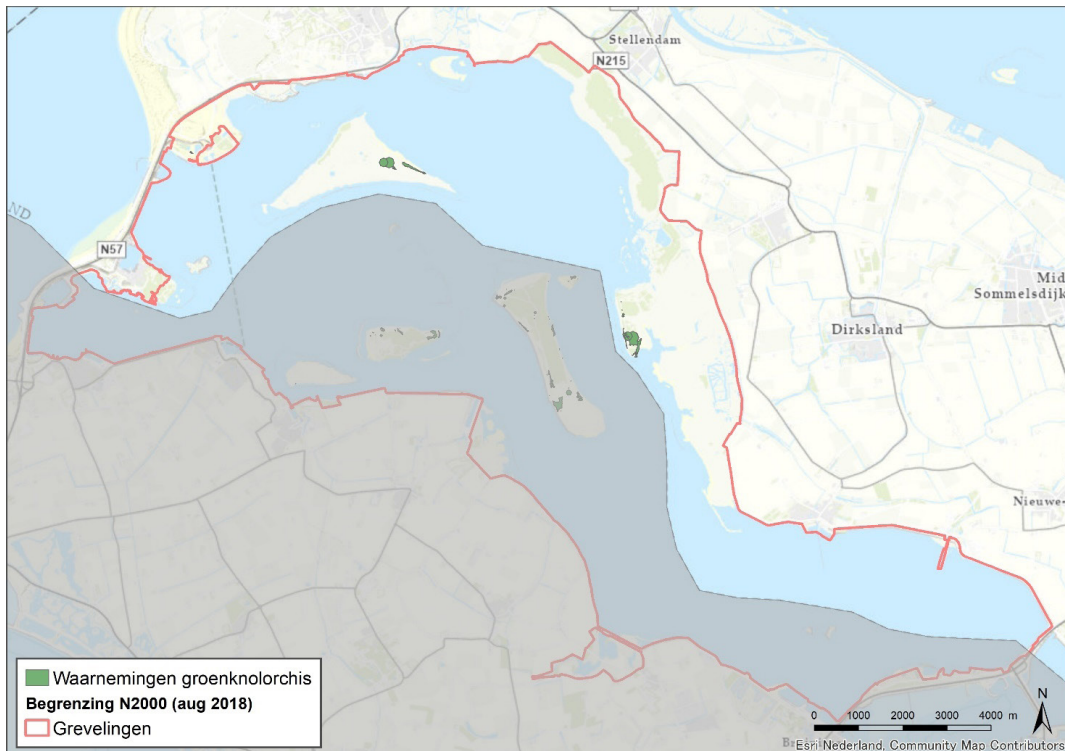 Stellendam
N215
ND
N57
Mid
Sommelsdijk
Dirksland
Nieuwe-
Waarnemingen groenknolorchis
Begrenzing N2000 (aug 2018)
Grevelingen
N
0 1000 2000 3000 4000 m
Esri Nederland, Community Map Contributors